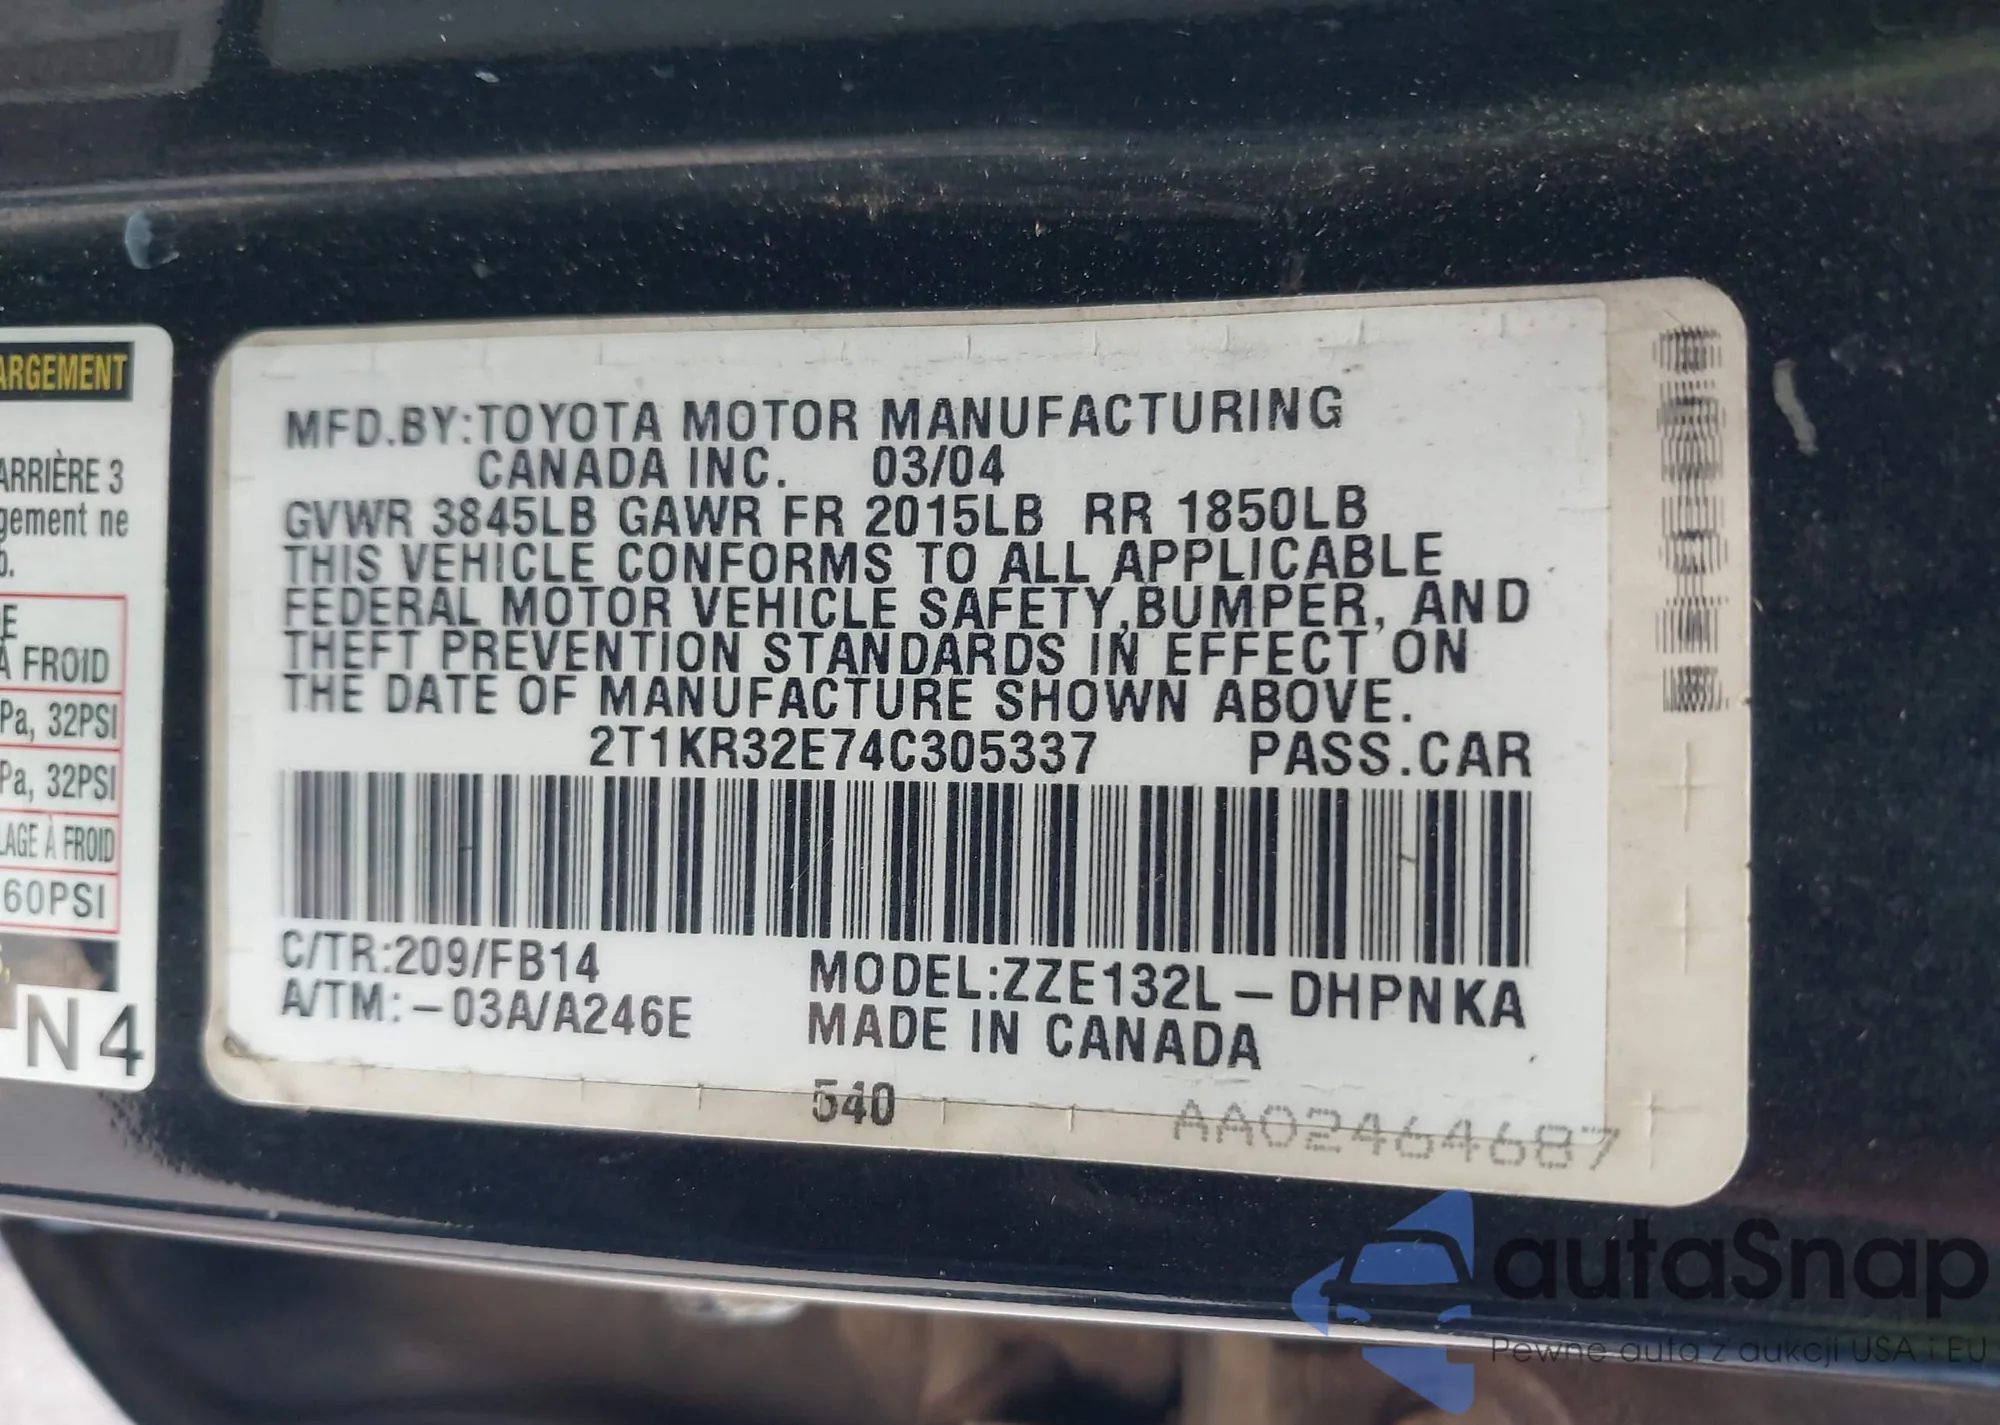 ARGEMENT
ARRIÈRE 3
gement ne
E
À FROID
Pa, 32PSI
Pa, 32PSI
LAGE À FROID
60PSI
N4
MFD.BY:TOYOTA MOTOR MANUFACTURING
CANADA INC. 03/04
GVWR 3845LB GAWR FR 2015LB RR 1850LB
THIS VEHICLE CONFORMS TO ALL APPLICABLE
FEDERAL MOTOR VEHICLE SAFETY,BUMPER, AND
THEFT PREVENTION STANDARDS IN EFFECT ON
THE DATE OF MANUFACTURE SHOWN ABOVE.
2T1KR32E74C305337 PASS.CAR
C/TR:209/FB14
A/TM:-03A/A246E
MODEL:ZZE132L-DHPNKA
MADE IN CANADA
540
AA02464687
autaSnap
Pewne auta z aukcji USA i EU